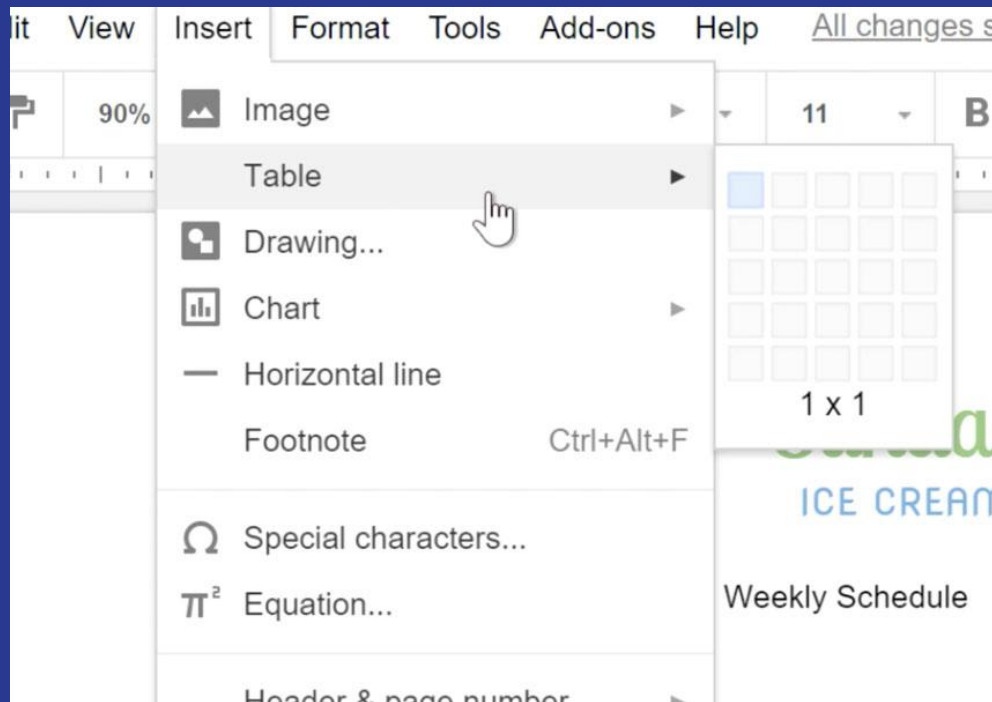 View Insert Format Tools Add-ons Help All changes
90% 11 B
Image
Table
Drawing...
Chart
Horizontal line
1 x 1
Footnote Ctrl+Alt+F
ICE CREAM
Special characters...
Equation...
Weekly Schedule
Header & page number